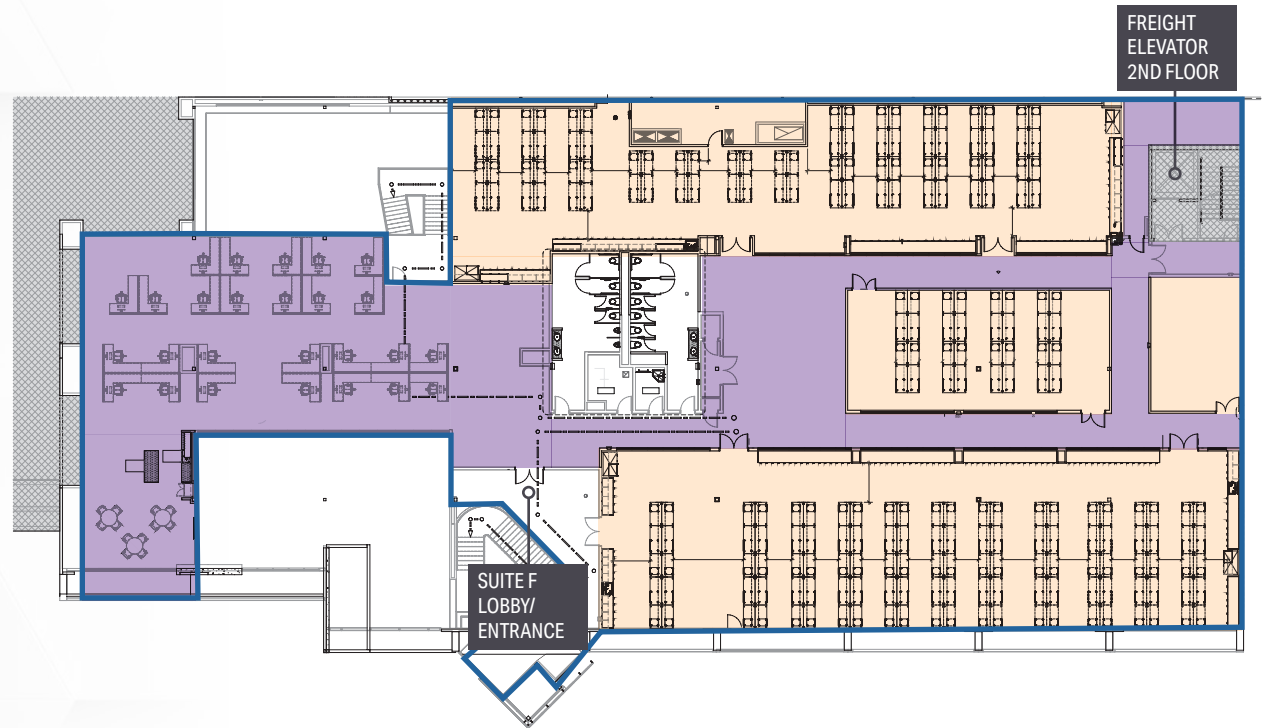 FREIGHT
ELEVATOR
2ND FLOOR
SUITE F
LOBBY/
ENTRANCE